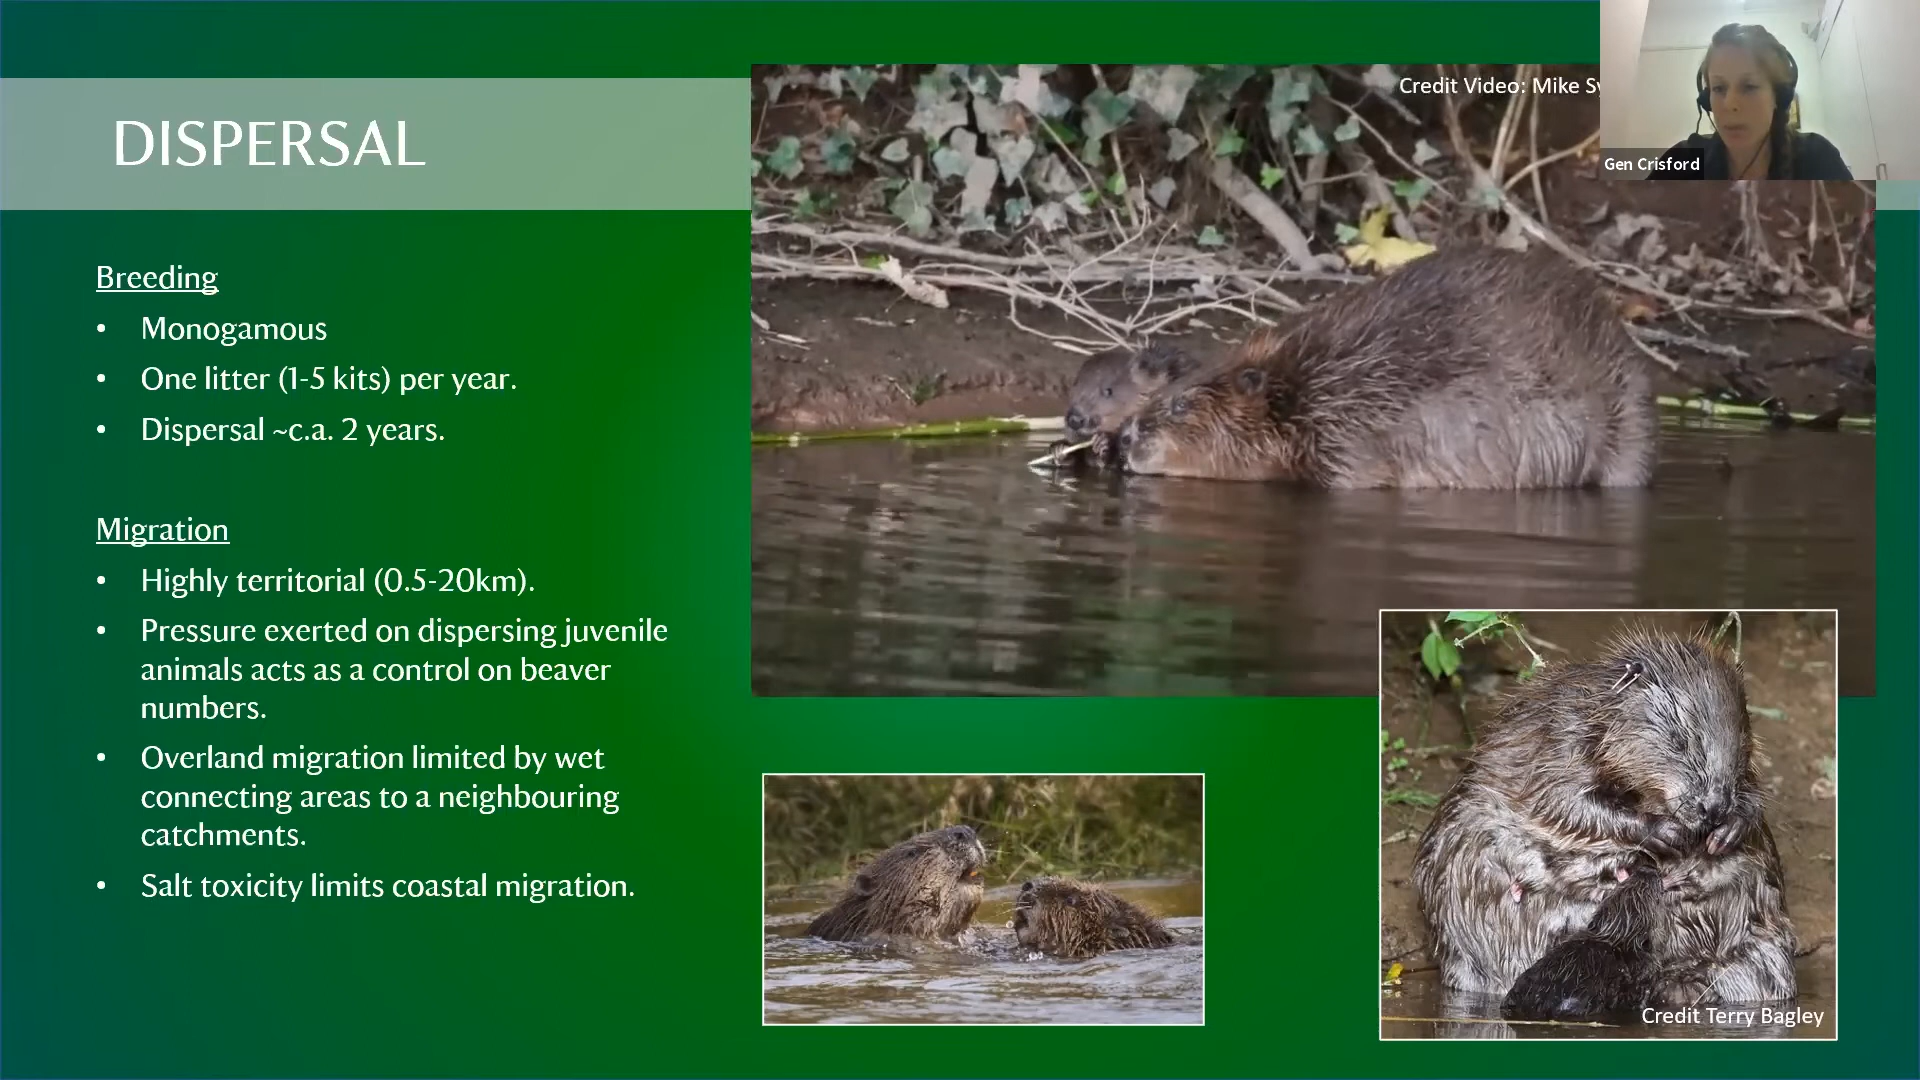 Credit Video: Mike
Gen Crisford
DISPERSAL
Breeding
• Monogamous
• One litter (1-5 kits) per year.
• Dispersal ~c.a. 2 years.
Migration
• Highly territorial (0.5-20km).
• Pressure exerted on dispersing juvenile
animals acts as a control on beaver
numbers.
• Overland migration limited by wet
connecting areas to a neighbouring
catchments.
• Salt toxicity limits coastal migration.
Credit Terry Bagley